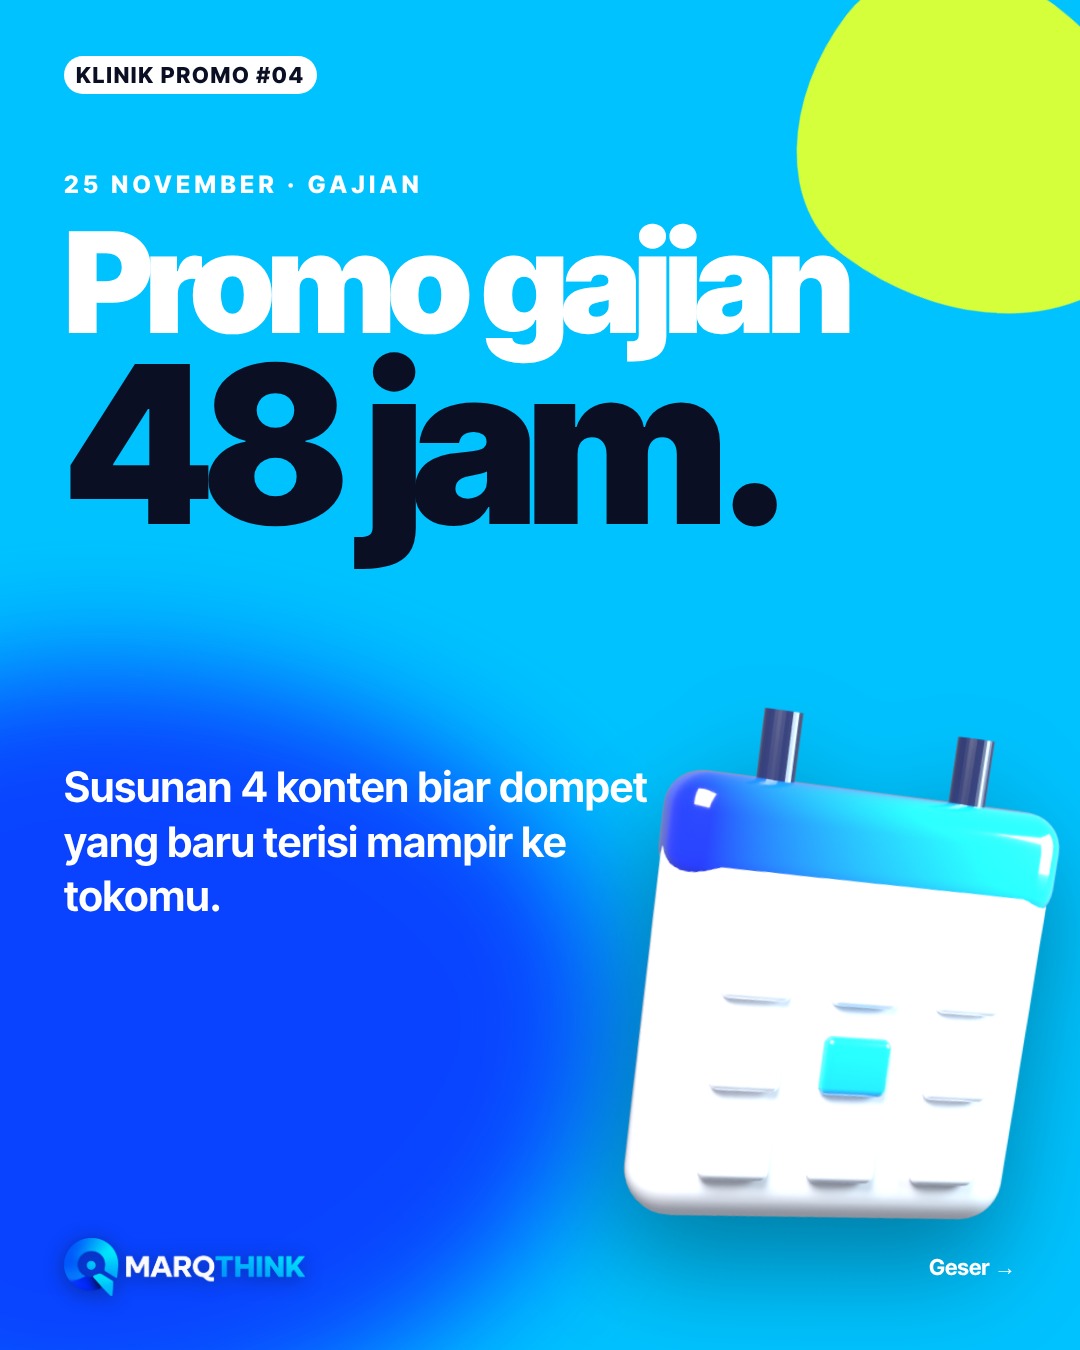 KLINIK PROMO #04
25 NOVEMBER · GAJIAN
Promo gajian
48 jam.
Susunan 4 konten biar dompet
yang baru terisi mampir ke
tokomu.
MARQTHINK
Geser →